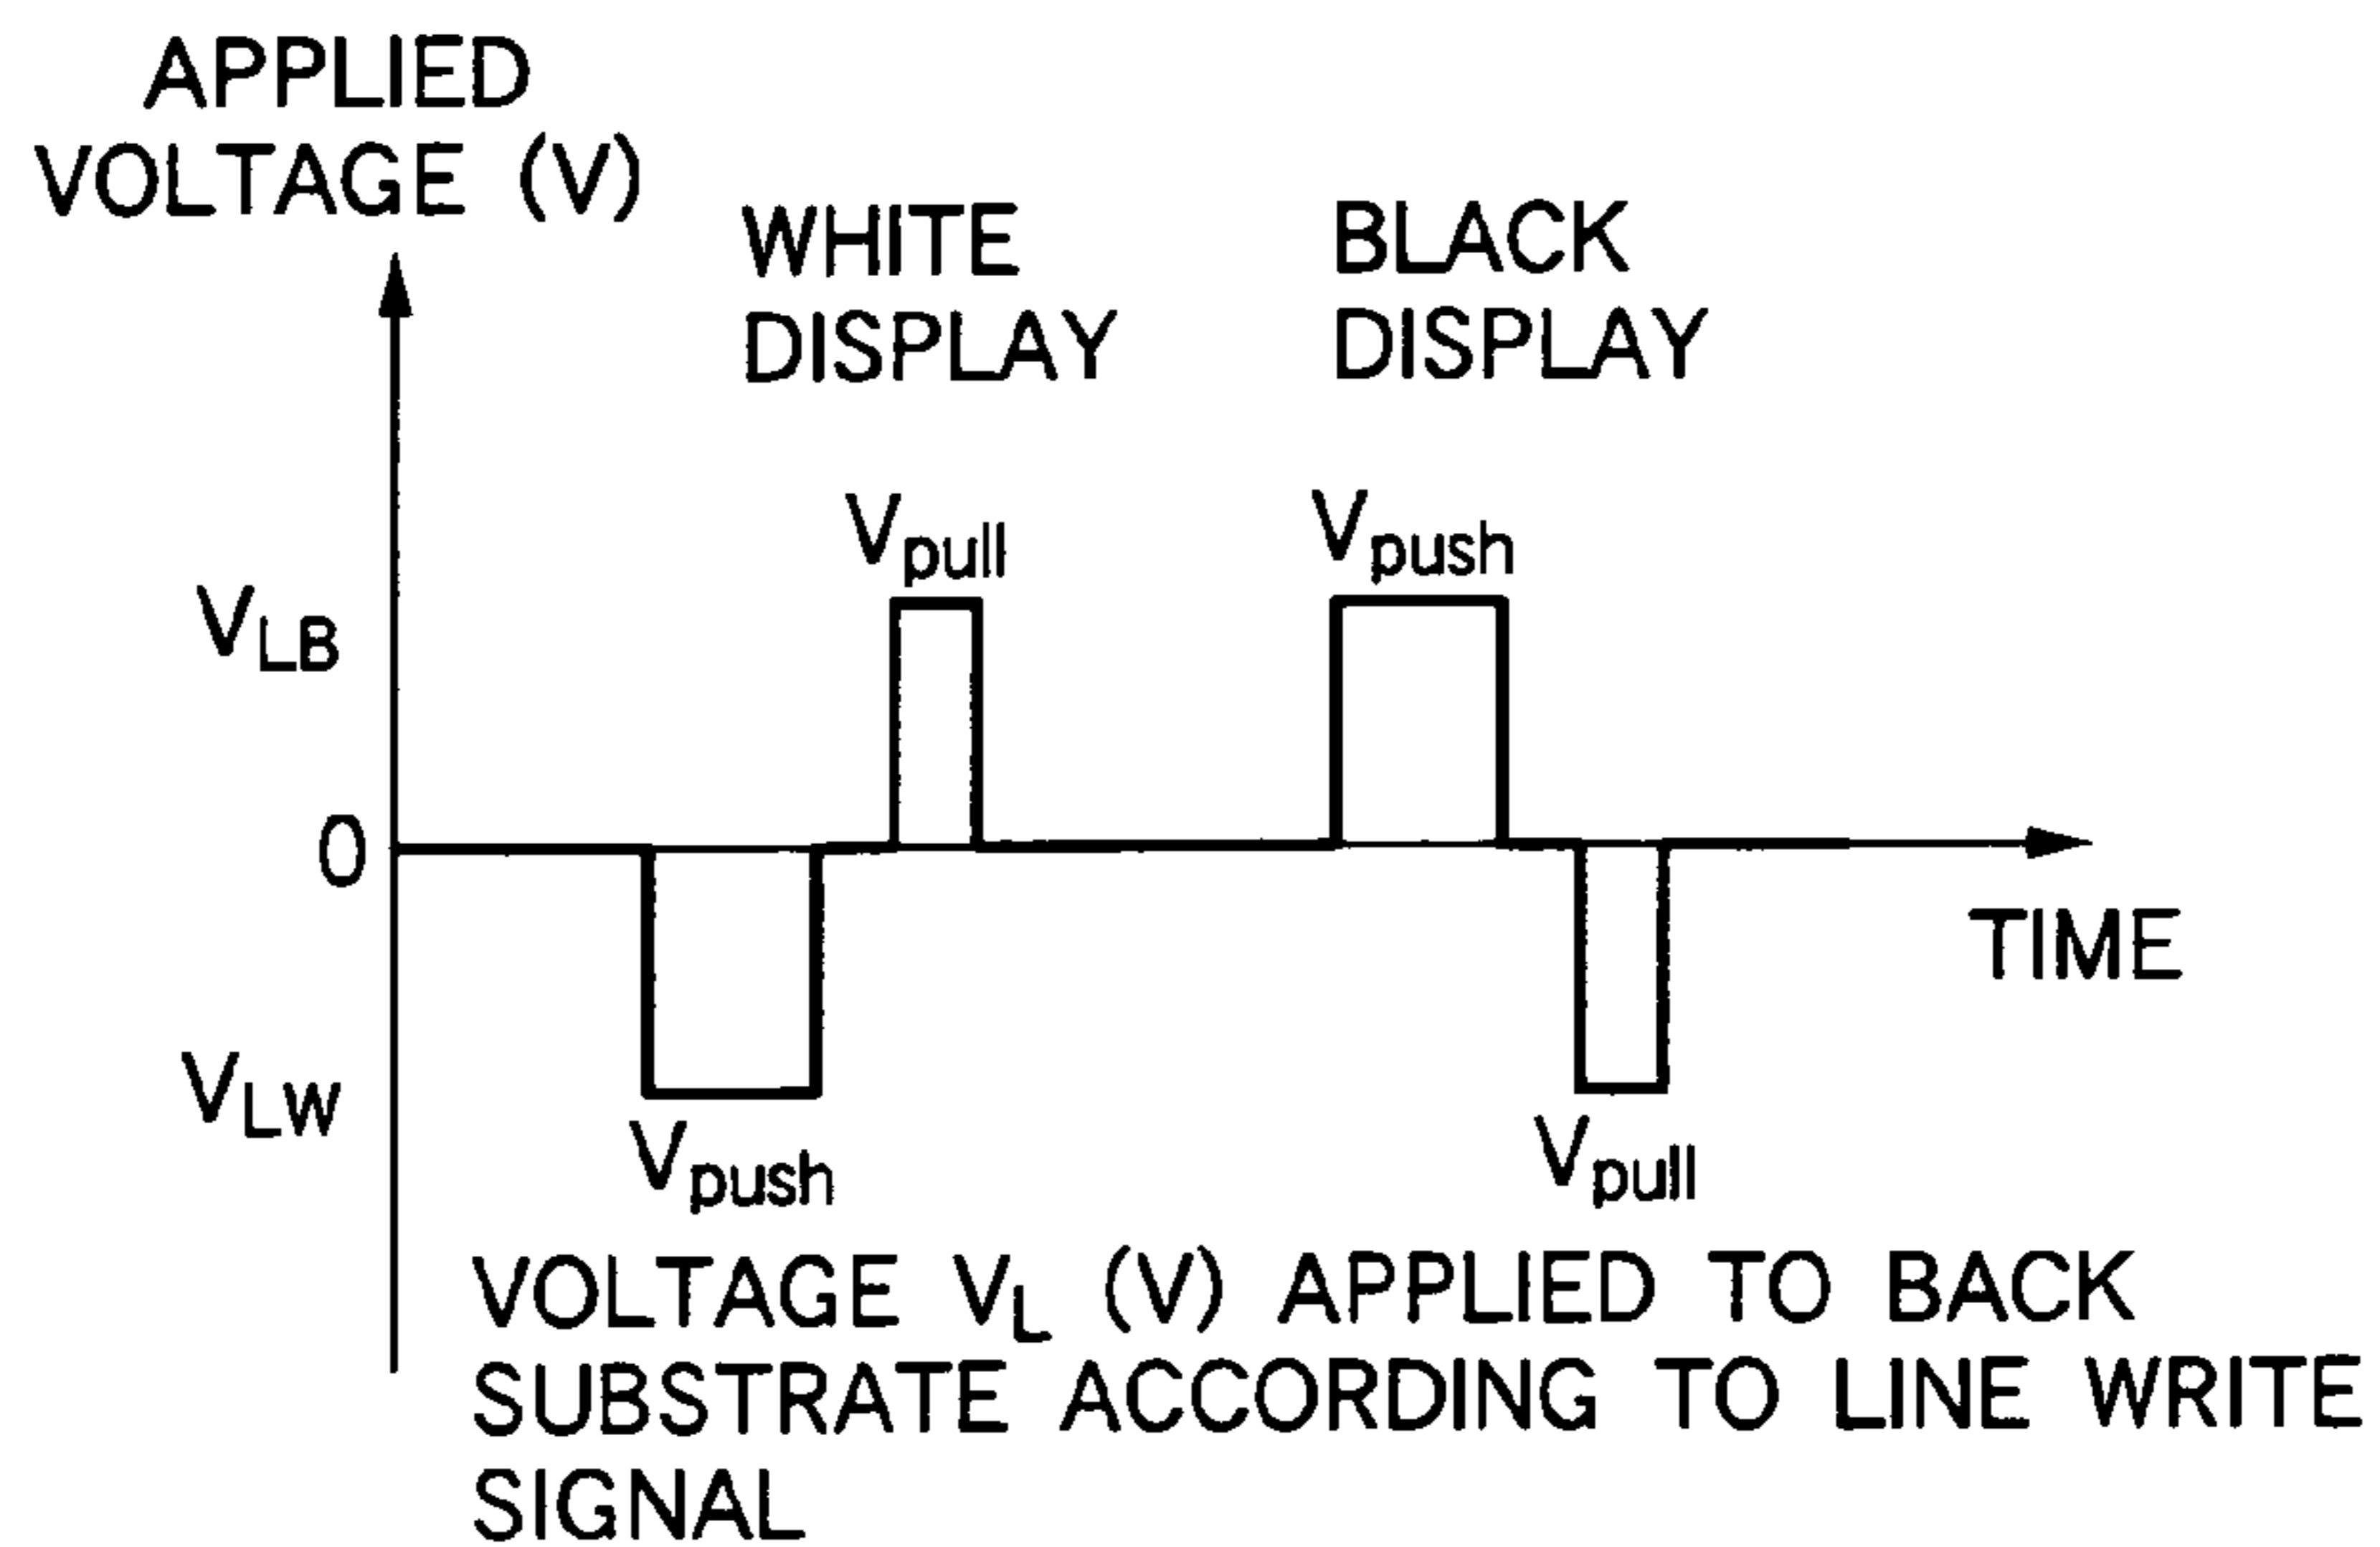 APPLIED
VOLTAGE (V)
WHITE
DISPLAY
BLACK
DISPLAY
Vpull
Vpush
VLB
0
TIME
VLW
Vpush
Vpull
VOLTAGE VL (V) APPLIED TO BACK
SUBSTRATE ACCORDING TO LINE WRITE
SIGNAL